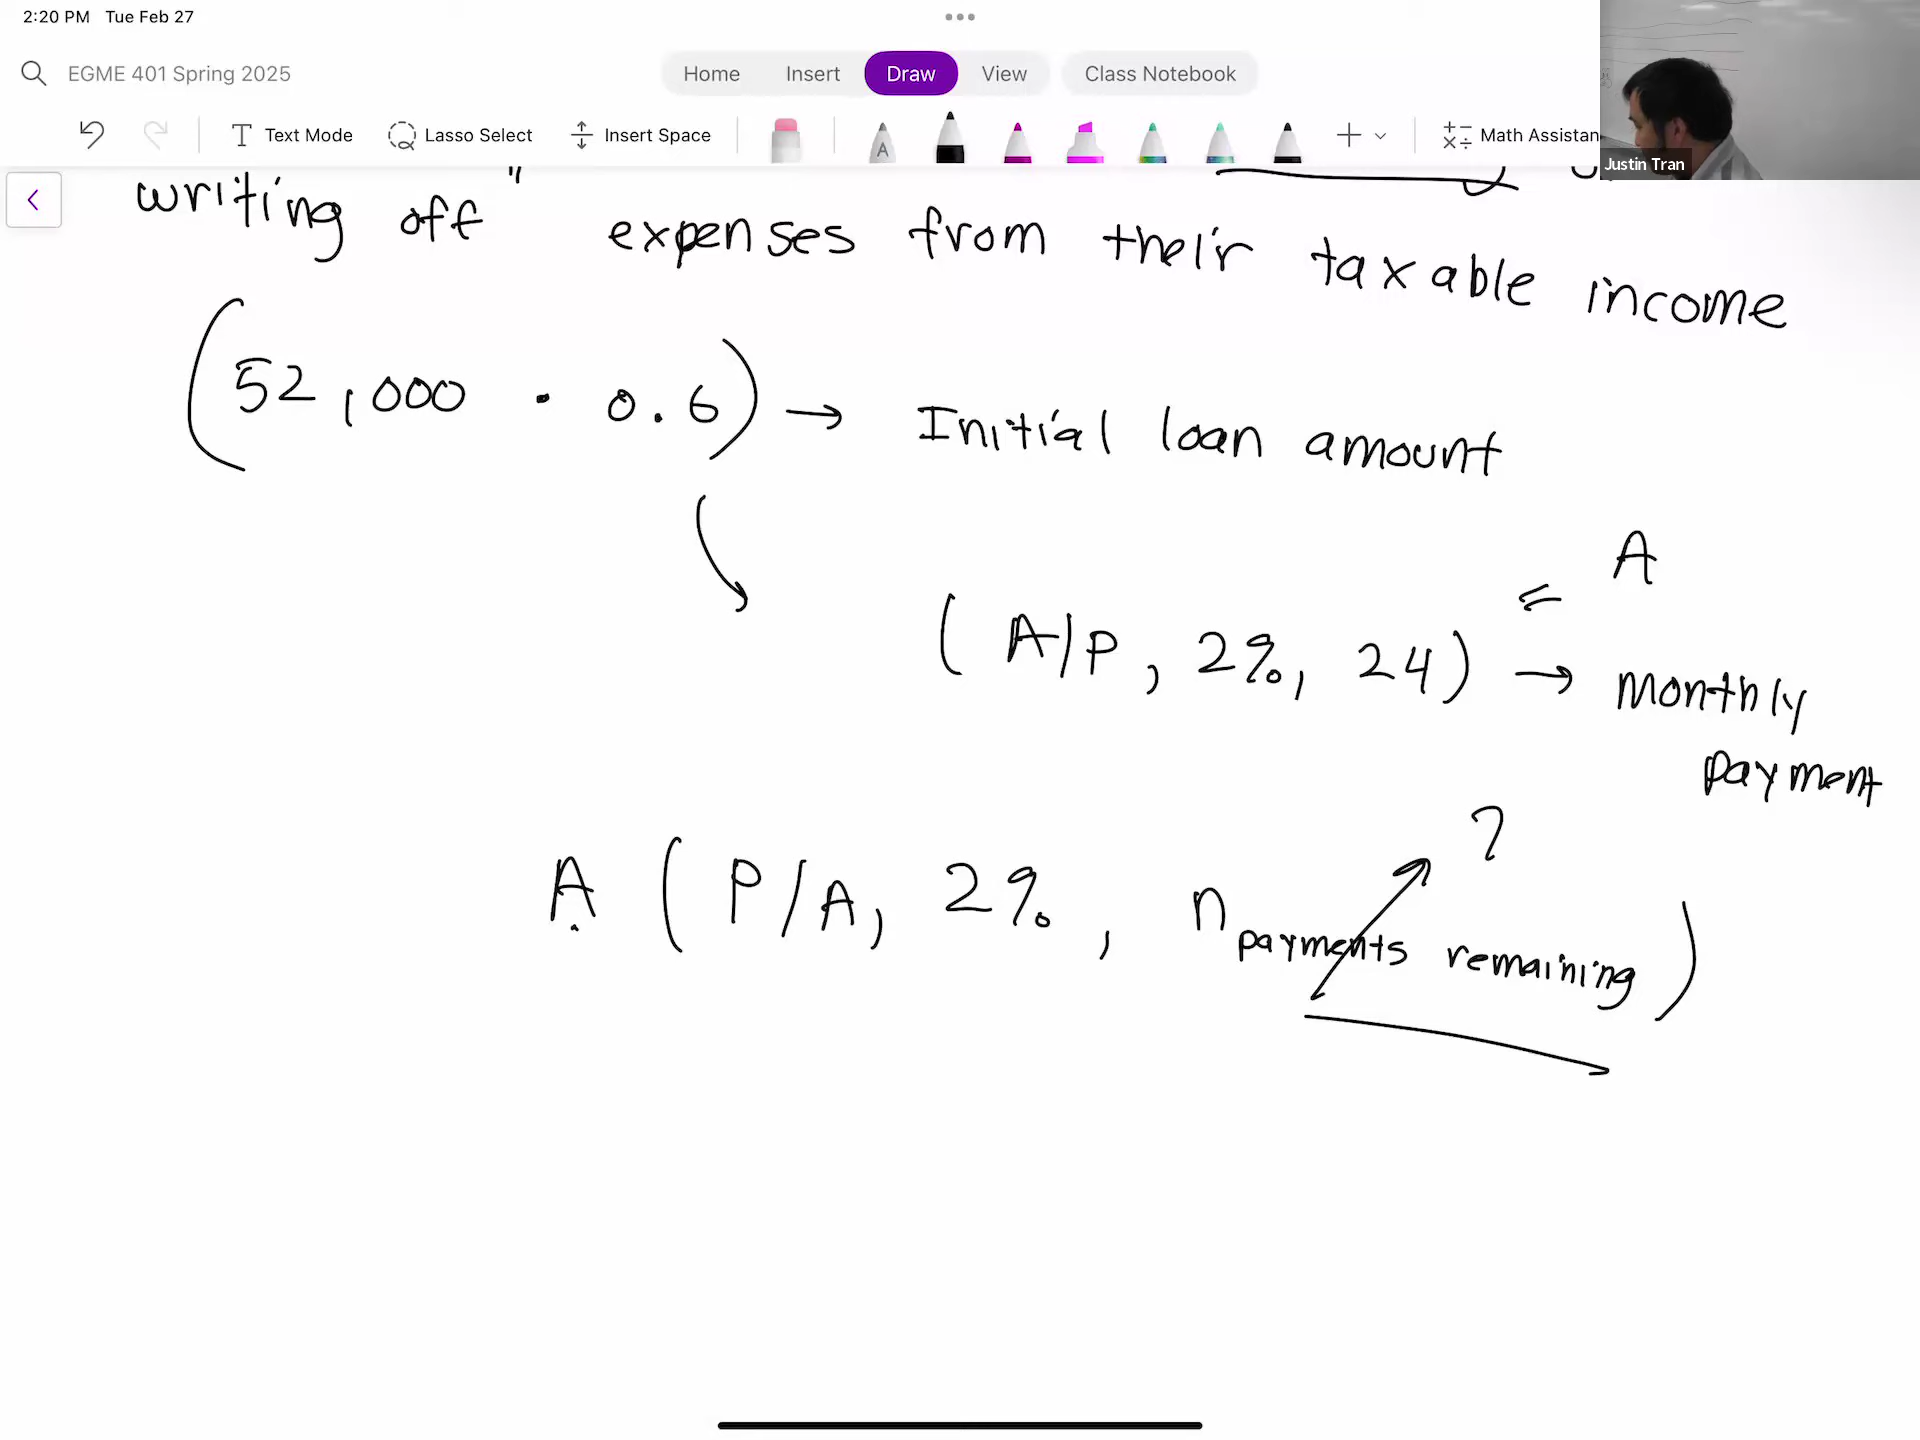 2:20 PM Tue Feb 27
EGME 401 Spring 2025
Home Insert Draw View Class Notebook
Text Mode Lasso Select Insert Space A Math Assistan
Justin Tran
writing off" expenses from their taxable income
(52,000 · 0.6) → Initial loan amount
= A
(A/P, 2%, 24) → monthly
payment
?
A (P/A, 2%, n payments remaining)